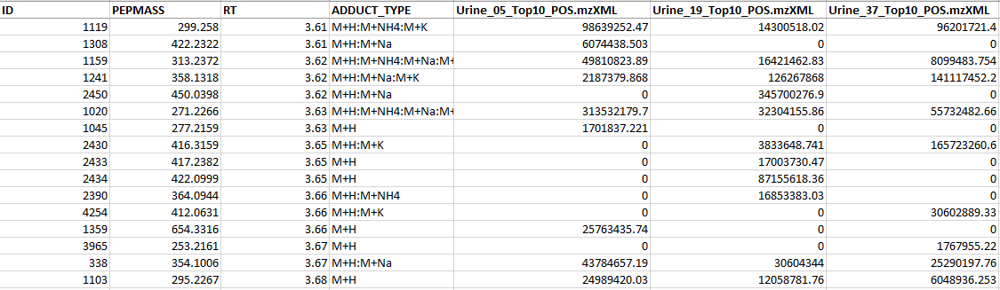 ID PEPMASS RT ADDUCT_TYPE Urine_05_Top10_POS.mzXML Urine_19_Top10_POS.mzXML Urine_37_Top10_POS.mzXML
1119 299.258 3.61 M+H:M+NH4:M+K 98639252.47 14300518.02 96201721.4
1308 422.2322 3.61 M+H:M+Na 6074438.503 0 0
1159 313.2372 3.62 M+H:M+NH4:M+Na:M+ 49810823.89 16421462.83 8099483.754
1241 358.1318 3.62 M+H:M+Na:M+K 2187379.868 126267868 141117452.2
2450 450.0398 3.62 M+H:M+Na 0 345700276.9 0
1020 271.2266 3.63 M+H:M+NH4:M+Na:M+ 313532179.7 32304155.86 55732482.66
1045 277.2159 3.63 M+H 1701837.221 0 0
2430 416.3159 3.65 M+H:M+K 0 3833648.741 165723260.6
2433 417.2382 3.65 M+H 0 17003730.47 0
2434 422.0999 3.65 M+H 0 87155618.36 0
2390 364.0944 3.66 M+H:M+NH4 0 16853383.03 0
4254 412.0631 3.66 M+H:M+K 0 0 30602889.33
1359 654.3316 3.66 M+H 25763435.74 0 0
3965 253.2161 3.67 M+H 0 0 1767955.22
338 354.1006 3.67 M+H:M+Na 43784657.19 30604344 25290197.76
1103 295.2267 3.68 M+H 24989420.03 12058781.76 6048936.253